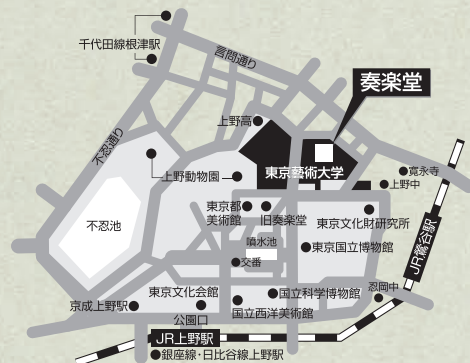 千代田線根津駅
言問通り
奏楽堂
上野高
不忍通り
東京藝術大学
寛永寺
上野中
上野動物園
東京都
美術館
旧奏楽堂
東京文化財研究所
不忍池
噴水池
東京国立博物館
交番
JR鶯谷駅
東京文化会館
国立科学博物館
忍岡中
京成上野駅
公園口
国立西洋美術館
JR上野駅
銀座線・日比谷線上野駅